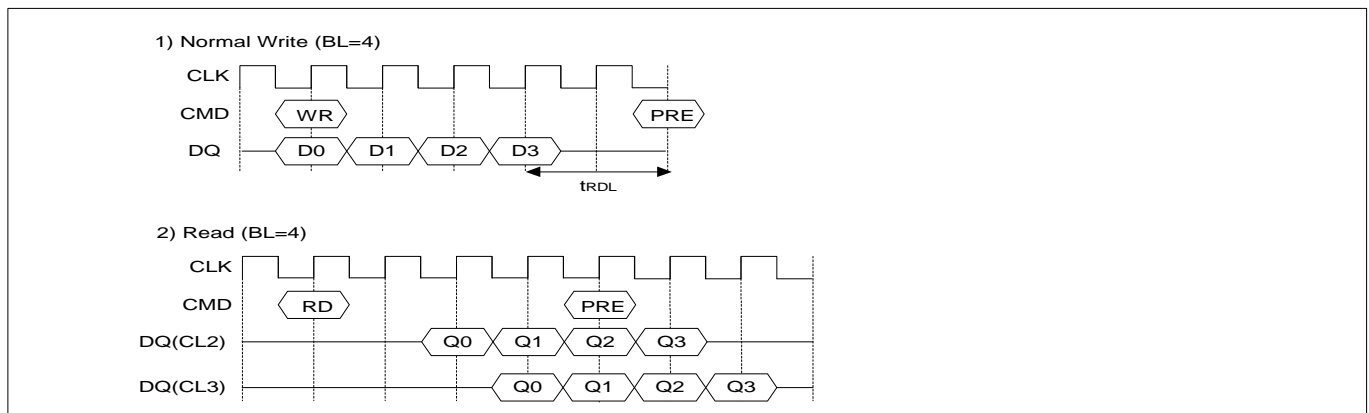 1) Normal Write (BL=4)
CLK
CMD WR PRE
DQ D0 D1 D2 D3
tRDL
2) Read (BL=4)
CLK
CMD RD PRE
DQ(CL2) Q0 Q1 Q2 Q3
DQ(CL3) Q0 Q1 Q2 Q3